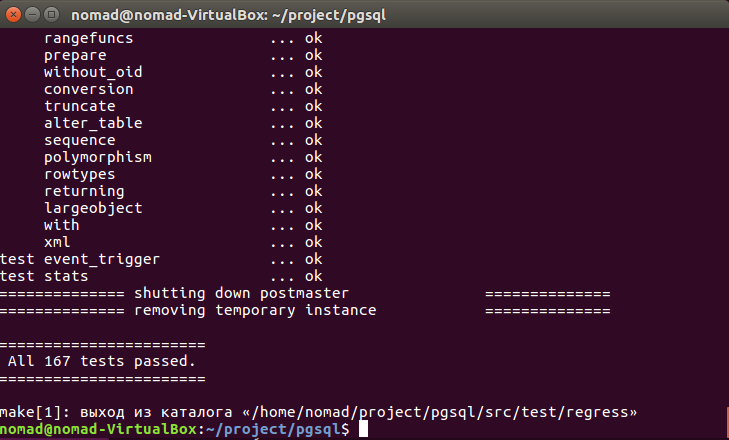 nomad@nomad-VirtualBox: ~/project/pgsql
rangefuncs ... ok
prepare ... ok
without_oid ... ok
conversion ... ok
truncate ... ok
alter_table ... ok
sequence ... ok
polymorphism ... ok
rowtypes ... ok
returning ... ok
largeobject ... ok
with ... ok
xml ... ok
test event_trigger ... ok
test stats ... ok
============== shutting down postmaster ==============
============== removing temporary instance ==============
=======================
All 167 tests passed.
=======================
make[1]: выход из каталога «/home/nomad/project/pgsql/src/test/regress»
nomad@nomad-VirtualBox:~/project/pgsql$